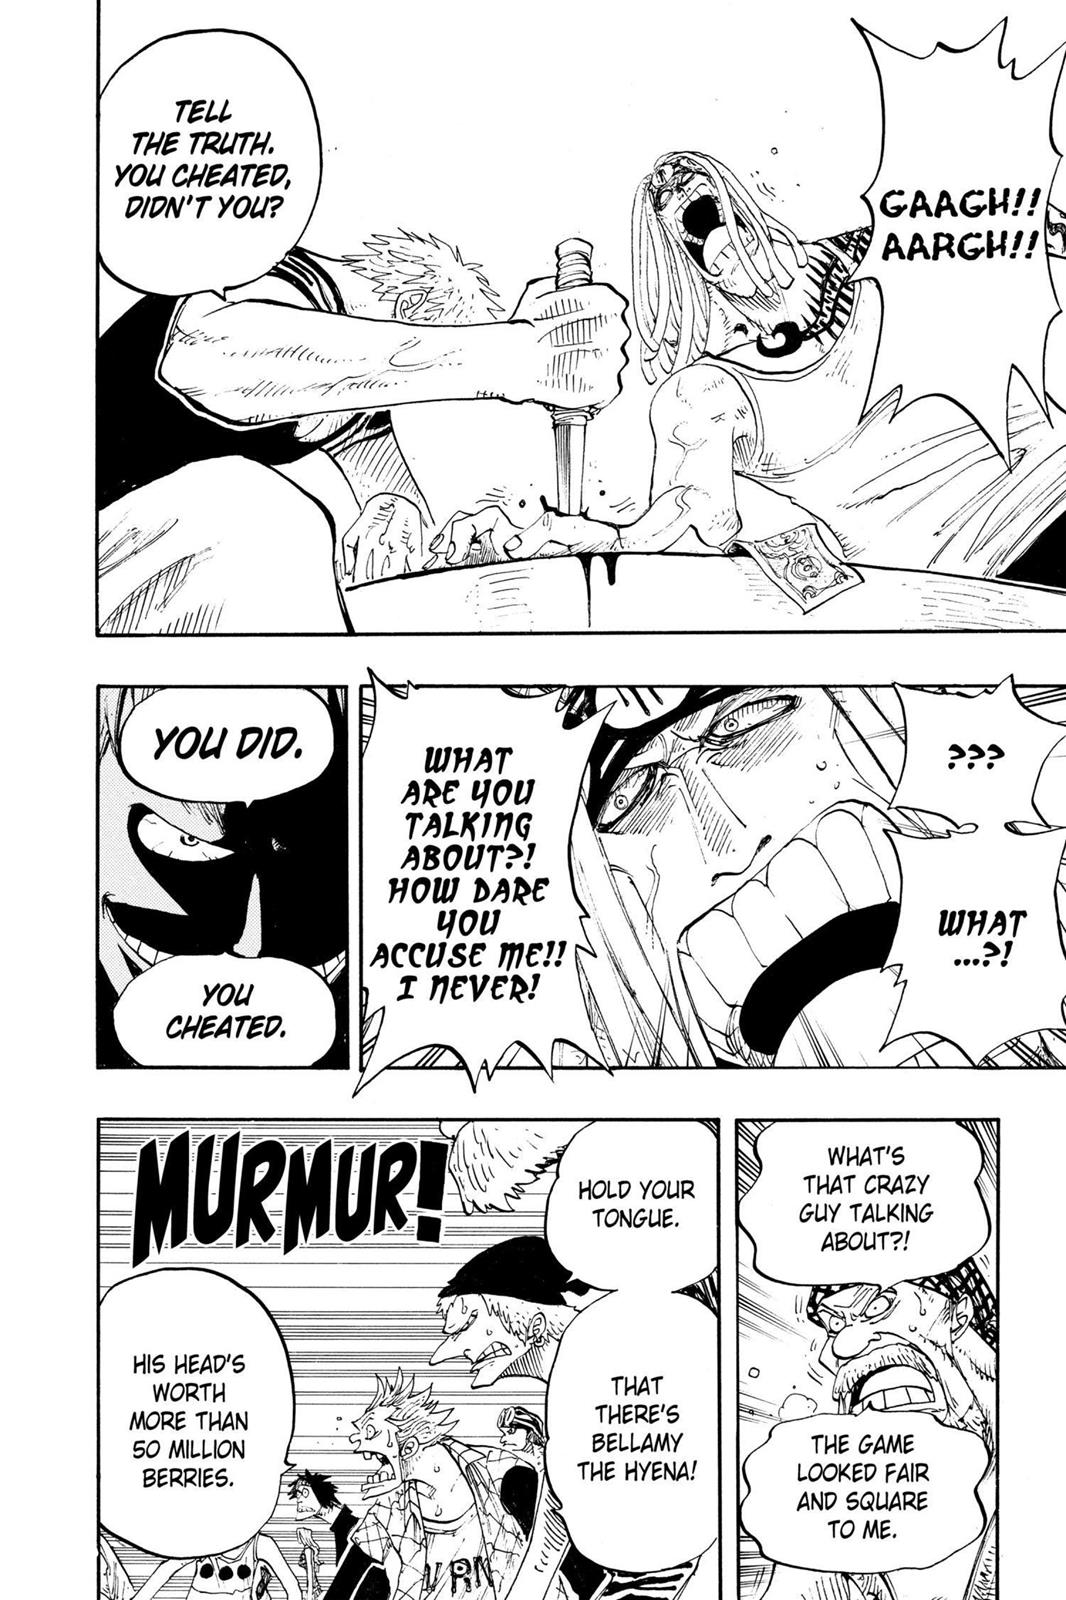 TELL
THE TRUTH.
YOU CHEATED,
DIDN'T YOU?
GAAGH!!
AARGH!!
YOU DID.
YOU
CHEATED.
WHAT
ARE YOU
TALKING
ABOUT?!
HOW DARE
YOU
ACCUSE ME!!
I NEVER!
???
WHAT
...?!
MURMUR!
HIS HEAD'S
WORTH
MORE THAN
50 MILLION
BERRIES.
HOLD YOUR
TONGUE.
THAT
THERE'S
BELLAMY
THE HYENA!
WHAT'S
THAT CRAZY
GUY TALKING
ABOUT?!
THE GAME
LOOKED FAIR
AND SQUARE
TO ME.